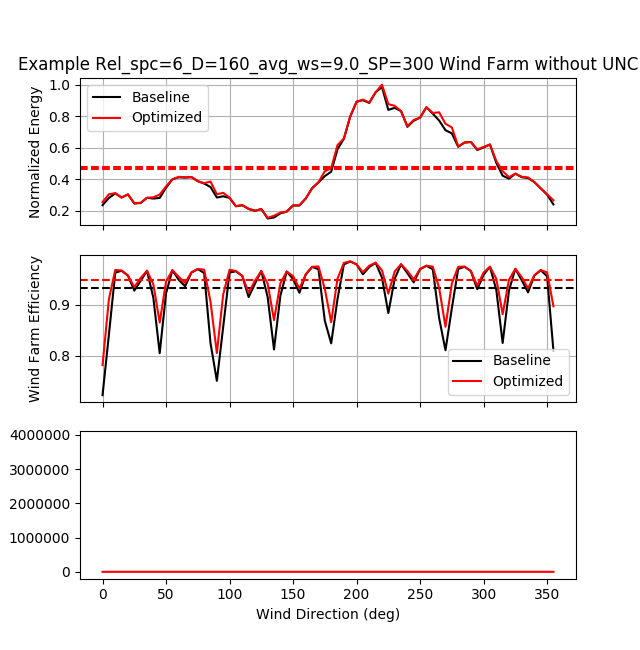 Example Rel_spc=6_D=160_avg_ws=9.0_SP=300 Wind Farm without UNC
1.0
0.8
0.6
0.4
0.2
Normalized Energy
Baseline
Optimized
0.9
0.8
Wind Farm Efficiency
Baseline
Optimized
4000000
3000000
2000000
1000000
0
0 50 100 150 200 250 300 350
Wind Direction (deg)